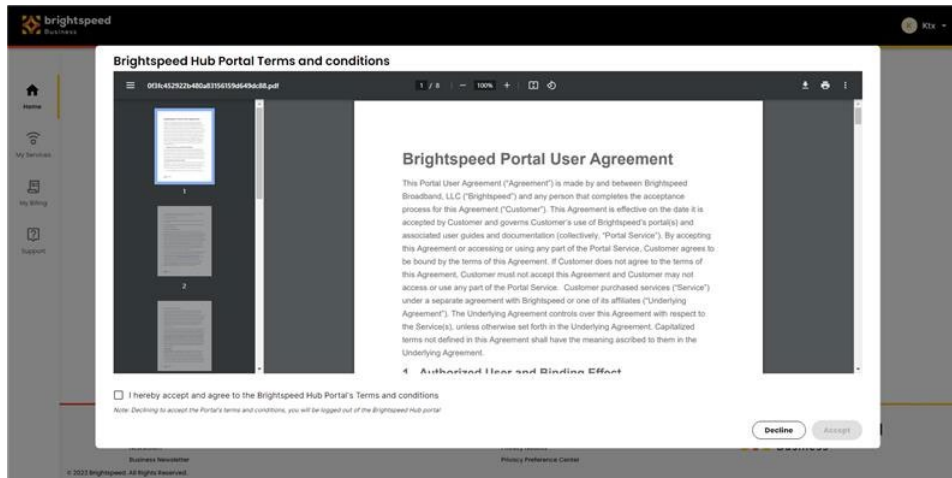 brightspeed
Business
Ktx
Brightspeed Hub Portal Terms and conditions
0f3fc452922b480a83156159d649dc88.pdf
1 / 8
100%
Home
My Services
My Billing
Support
1
2
Brightspeed Portal User Agreement
This Portal User Agreement ("Agreement") is made by and between Brightspeed
Broadband, LLC ("Brightspeed") and any person that completes the acceptance
process for this Agreement ("Customer"). This Agreement is effective on the date it is
accepted by Customer and governs Customer's use of Brightspeed's portal(s) and
associated user guides and documentation (collectively, "Portal Service"). By accepting
this Agreement or accessing or using any part of the Portal Service, Customer agrees to
be bound by the terms of this Agreement. If Customer does not agree to the terms of
this Agreement, Customer must not accept this Agreement and Customer may not
access or use any part of the Portal Service. Customer purchased services ("Service")
under a separate agreement with Brightspeed or one of its affiliates ("Underlying
Agreement"). The Underlying Agreement controls over this Agreement with respect to
the Service(s), unless otherwise set forth in the Underlying Agreement. Capitalized
terms not defined in this Agreement shall have the meaning ascribed to them in the
Underlying Agreement.
1. Authorized User and Binding Effect
I hereby accept and agree to the Brightspeed Hub Portal's Terms and conditions
Note: Declining to accept the Portal's terms and conditions, you will be logged out of the Brightspeed Hub portal
Decline
Accept
Business Newsletter
Privacy Preference Center
© 2023 Brightspeed. All Rights Reserved.